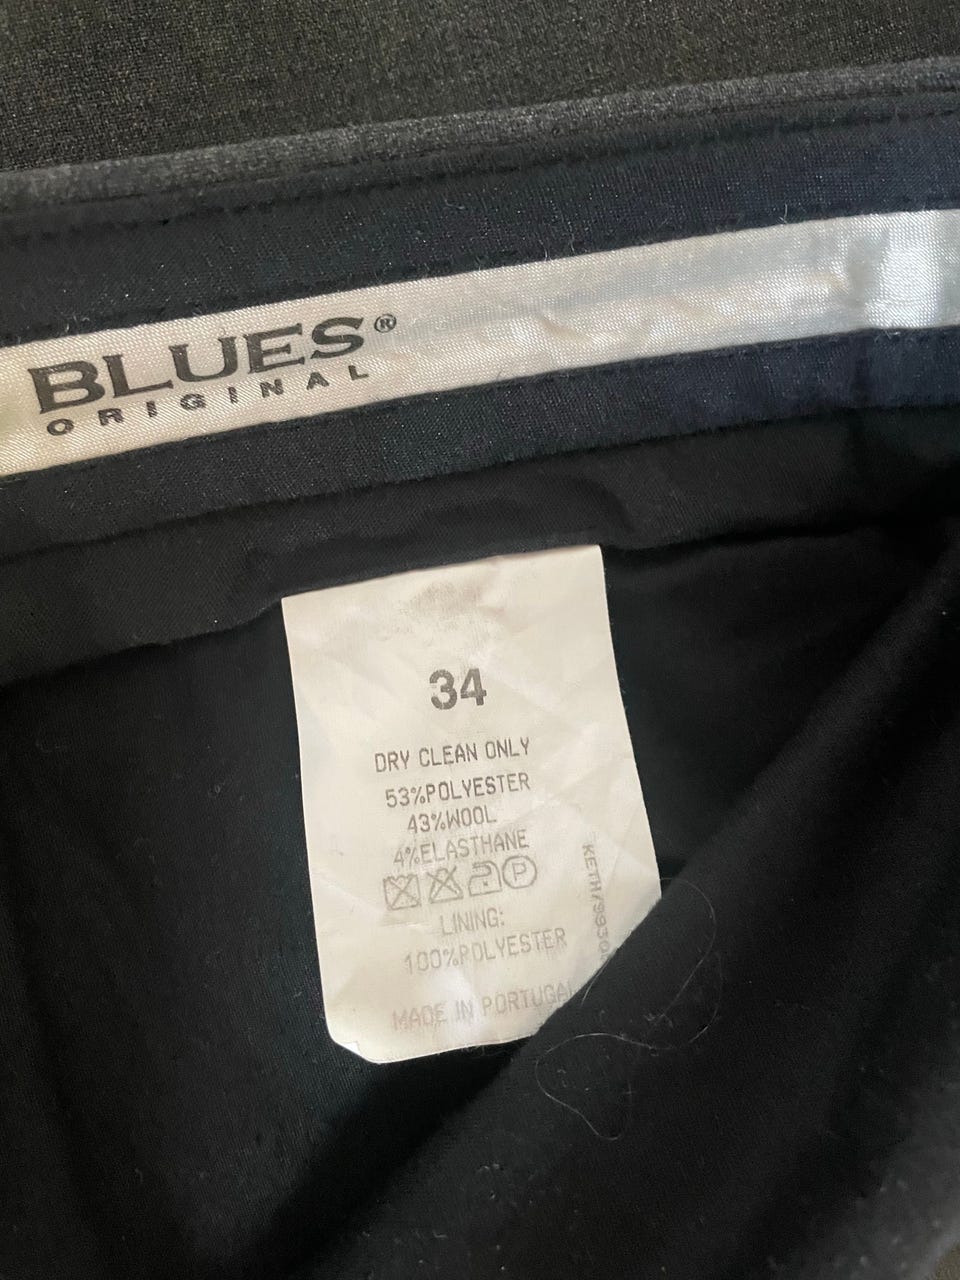 BLUES®
ORIGINAL
34
DRY CLEAN ONLY
53%POLYESTER
43%WOOL
4%ELASTHANE
P
LINING:
100%POLYESTER
MADE IN PORTUGAL